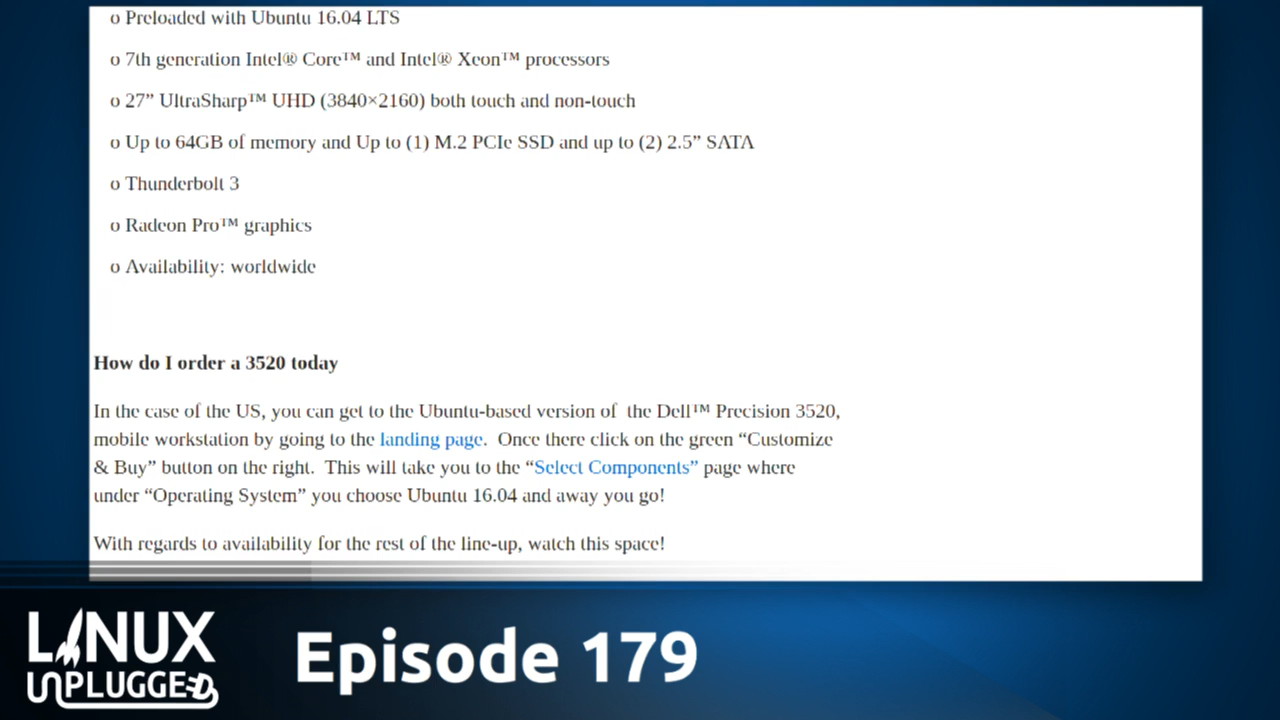 o Preloaded with Ubuntu 16.04 LTS
o 7th generation Intel® Core™ and Intel® Xeon™ processors
o 27” UltraSharp™ UHD (3840×2160) both touch and non-touch
o Up to 64GB of memory and Up to (1) M.2 PCIe SSD and up to (2) 2.5” SATA
o Thunderbolt 3
o Radeon Pro™ graphics
o Availability: worldwide
How do I order a 3520 today
In the case of the US, you can get to the Ubuntu-based version of  the Dell™ Precision 3520,
mobile workstation by going to the landing page.  Once there click on the green “Customize
& Buy” button on the right.  This will take you to the “Select Components” page where
under “Operating System” you choose Ubuntu 16.04 and away you go!
With regards to availability for the rest of the line-up, watch this space!
LINUX
UNPLUGGED
Episode 179